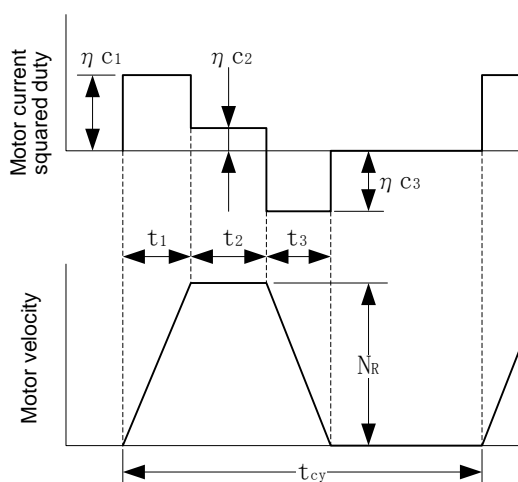 η c1
η c2
Motor current
squared duty
η c3
t1
t2
t3
Motor velocity
NR
tcy